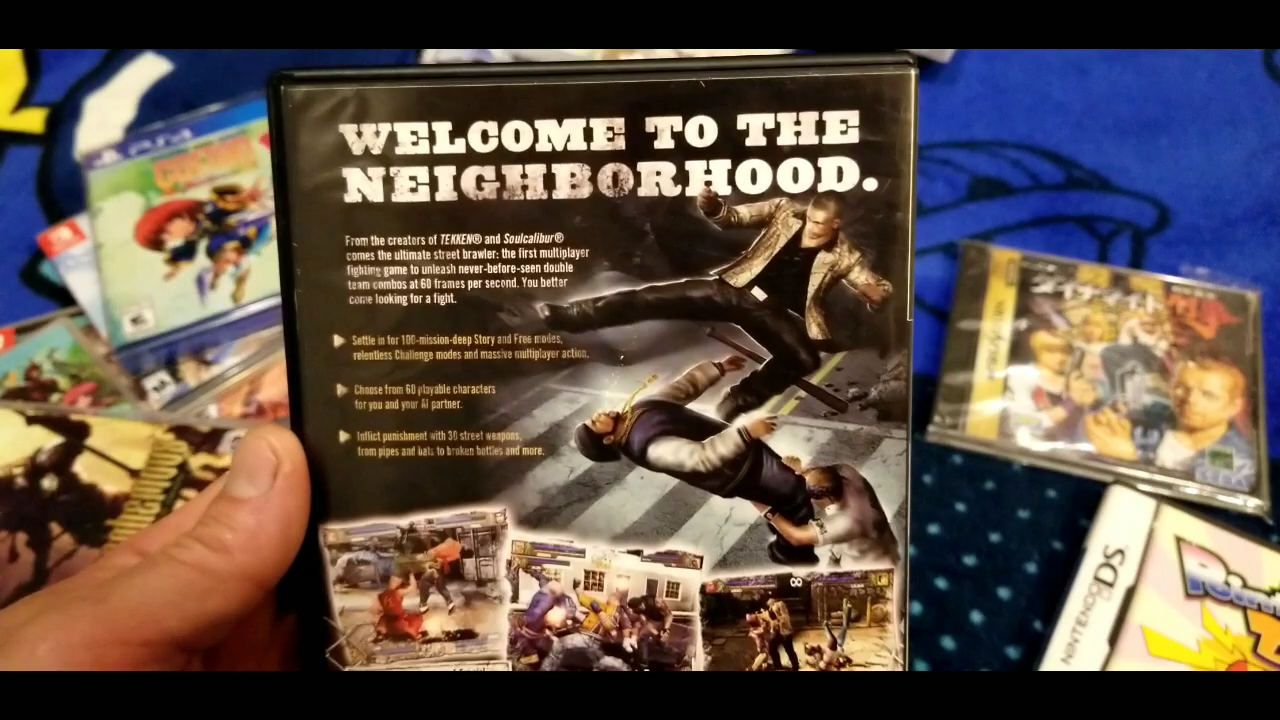 WELCOME TO THE
NEIGHBORHOOD.
From the creators of TEKKEN® and Soulcalibur®
comes the ultimate street brawler: the first multiplayer
fighting game to unleash never-before-seen double
team combos at 60 frames per second. You better
come looking for a fight.
Settle in for 100-mission-deep Story and Free modes,
relentless Challenge modes and massive multiplayer action.
Choose from 60 playable characters
for you and your AI partner.
Inflict punishment with 30 street weapons,
from pipes and bats to broken bottles and more.
PS4
NINTENDO DS